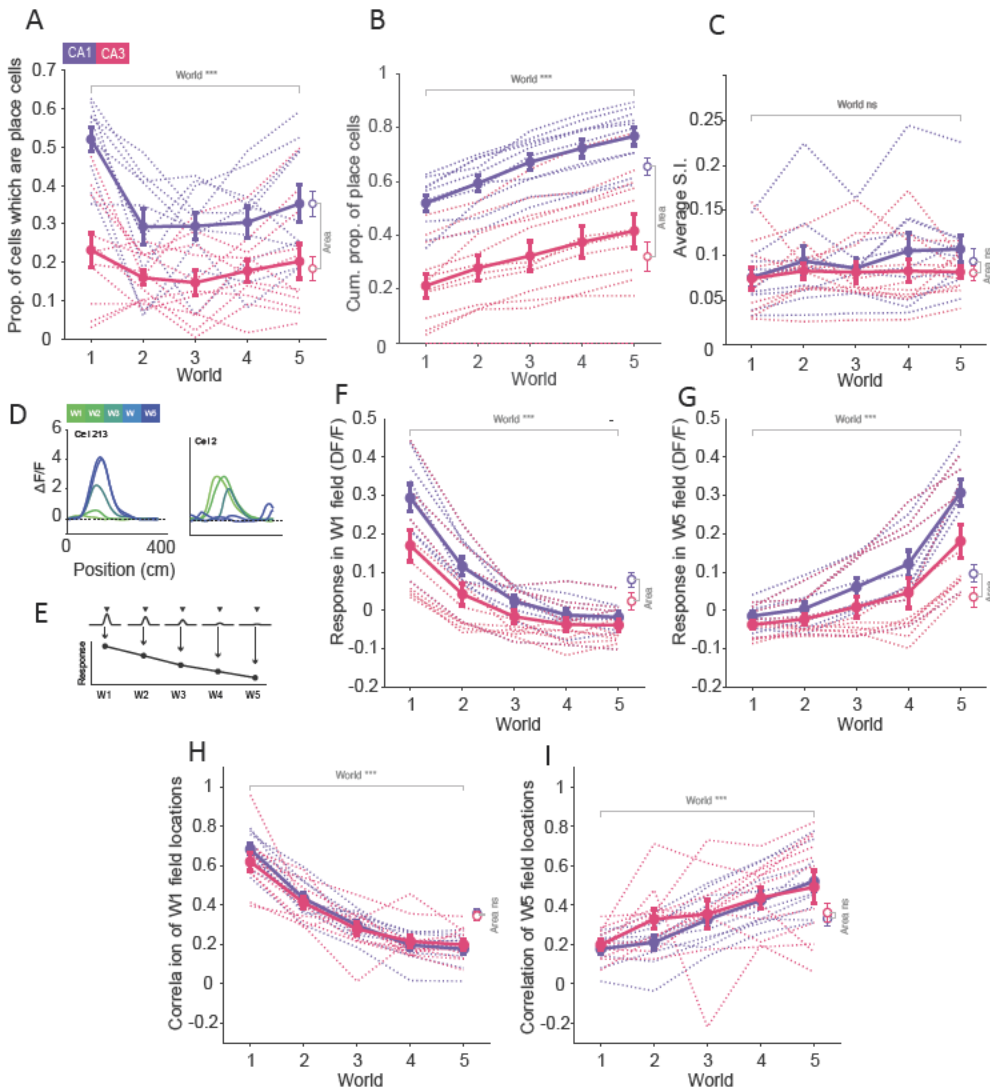 A
B
C
CA1 CA3
Prop. of cells which are place cells
0.7
0.6
0.5
0.4
0.3
0.2
0.1
0
World ***
Area
1 2 3 4 5
World
Cum. prop. of place cells
1
0.8
0.6
0.4
0.2
0
World ***
Area
1 2 3 4 5
World
Average S.I.
0.25
0.2
0.15
0.10
0.05
0
World ns
Area ns
1 2 3 4 5
World
D
W1 W2 W3 W W5
Cel 213
Cel 2
ΔF/F
6
4
2
0
0 400
Position (cm)
E
Response
W1 W2 W3 W4 W5
F
Response in W1 field (DF/F)
0.5
0.4
0.3
0.2
0.1
0
-0.1
-0.2
World ***
-
Area
1 2 3 4 5
World
G
Response in W5 field (DF/F)
0.5
0.4
0.3
0.2
0.1
0
-0.1
-0.2
World ***
Area
1 2 3 4 5
World
H
Correla ion of W1 field locations
1
0.8
0.6
0.4
0.2
0
-0.2
World ***
Area ns
1 2 3 4 5
World
I
Correlation of W5 field locations
1
0.8
0.6
0.4
0.2
0
-0.2
World ***
Area ns
1 2 3 4 5
World